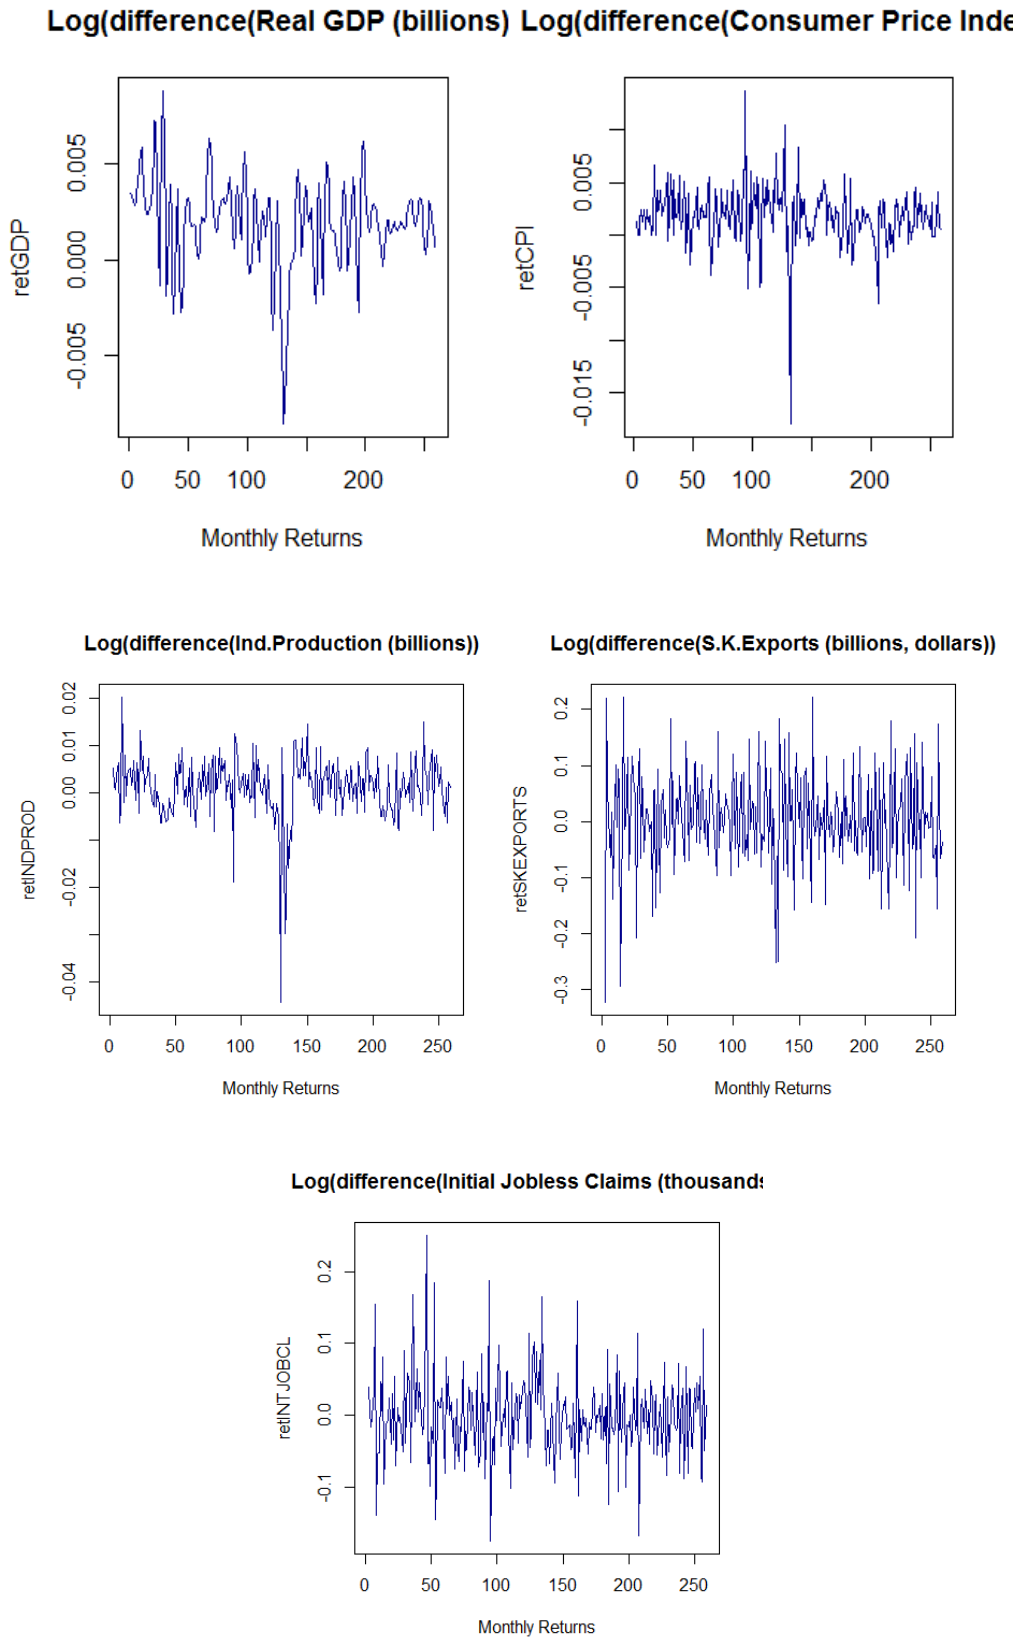 Log(difference(Real GDP (billions) Log(difference(Consumer Price Inde
retGDP
0.005
0.000
-0.005
0 50 100 200
Monthly Returns
retCPI
0.005
-0.005
-0.015
0 50 100 200
Monthly Returns
Log(difference(Ind.Production (billions))
retINDPROD
0.02
0.01
0.00
-0.02
-0.04
0 50 100 150 200 250
Monthly Returns
Log(difference(S.K.Exports (billions, dollars))
retSKEXPORTS
0.2
0.1
0.0
-0.1
-0.2
-0.3
0 50 100 150 200 250
Monthly Returns
Log(difference(Initial Jobless Claims (thousands
retINTJOBCL
0.2
0.1
0.0
-0.1
0 50 100 150 200 250
Monthly Returns